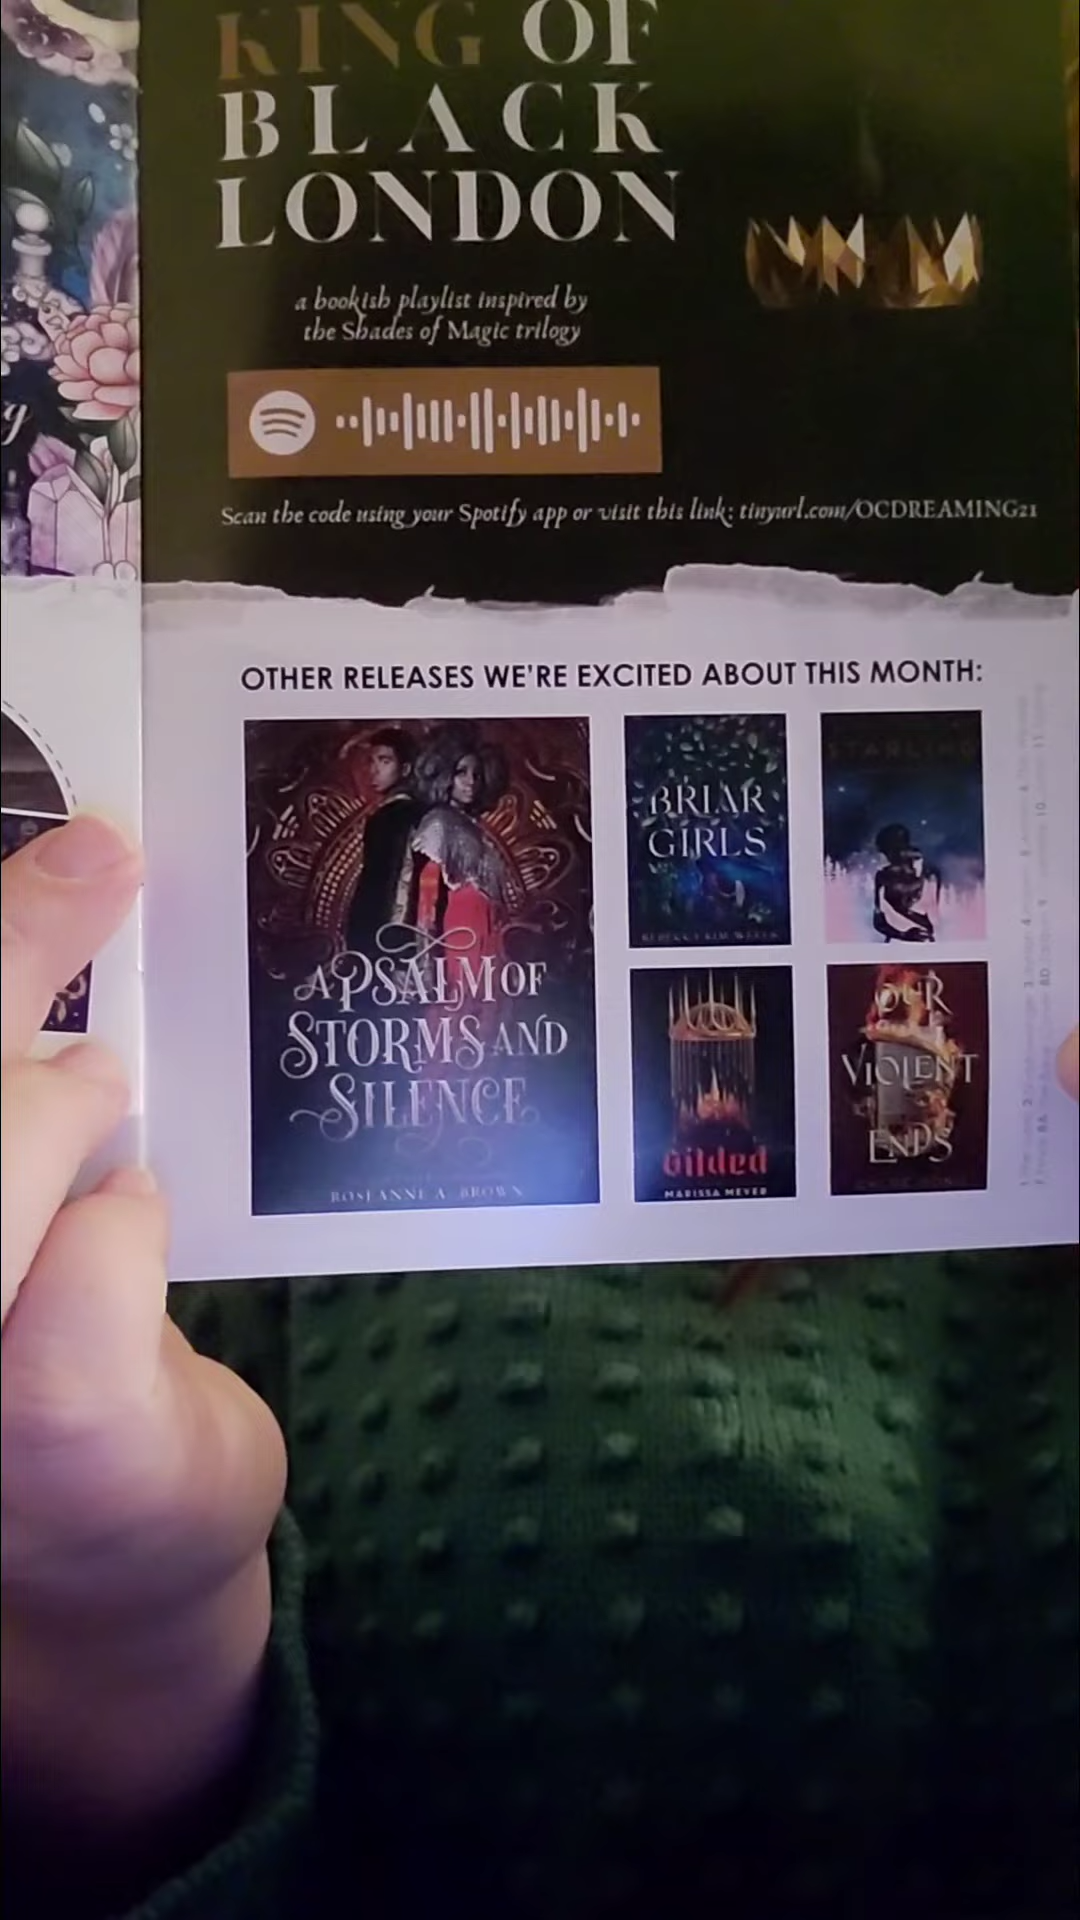 KING OF
BLACK
LONDON
a bookish playlist inspired by
the Shades of Magic trilogy
Scan the code using your Spotify app or visit this link: tinyurl.com/OCDREAMING21
OTHER RELEASES WE'RE EXCITED ABOUT THIS MONTH:
A PSALM OF
STORMS AND
SILENCE
ROSEANNE A. BROWN
BRIAR
GIRLS
REBECCA KIM WELLS
STARLING
Gilded
MARISSA MEYER
OUR
VIOLENT
ENDS
y